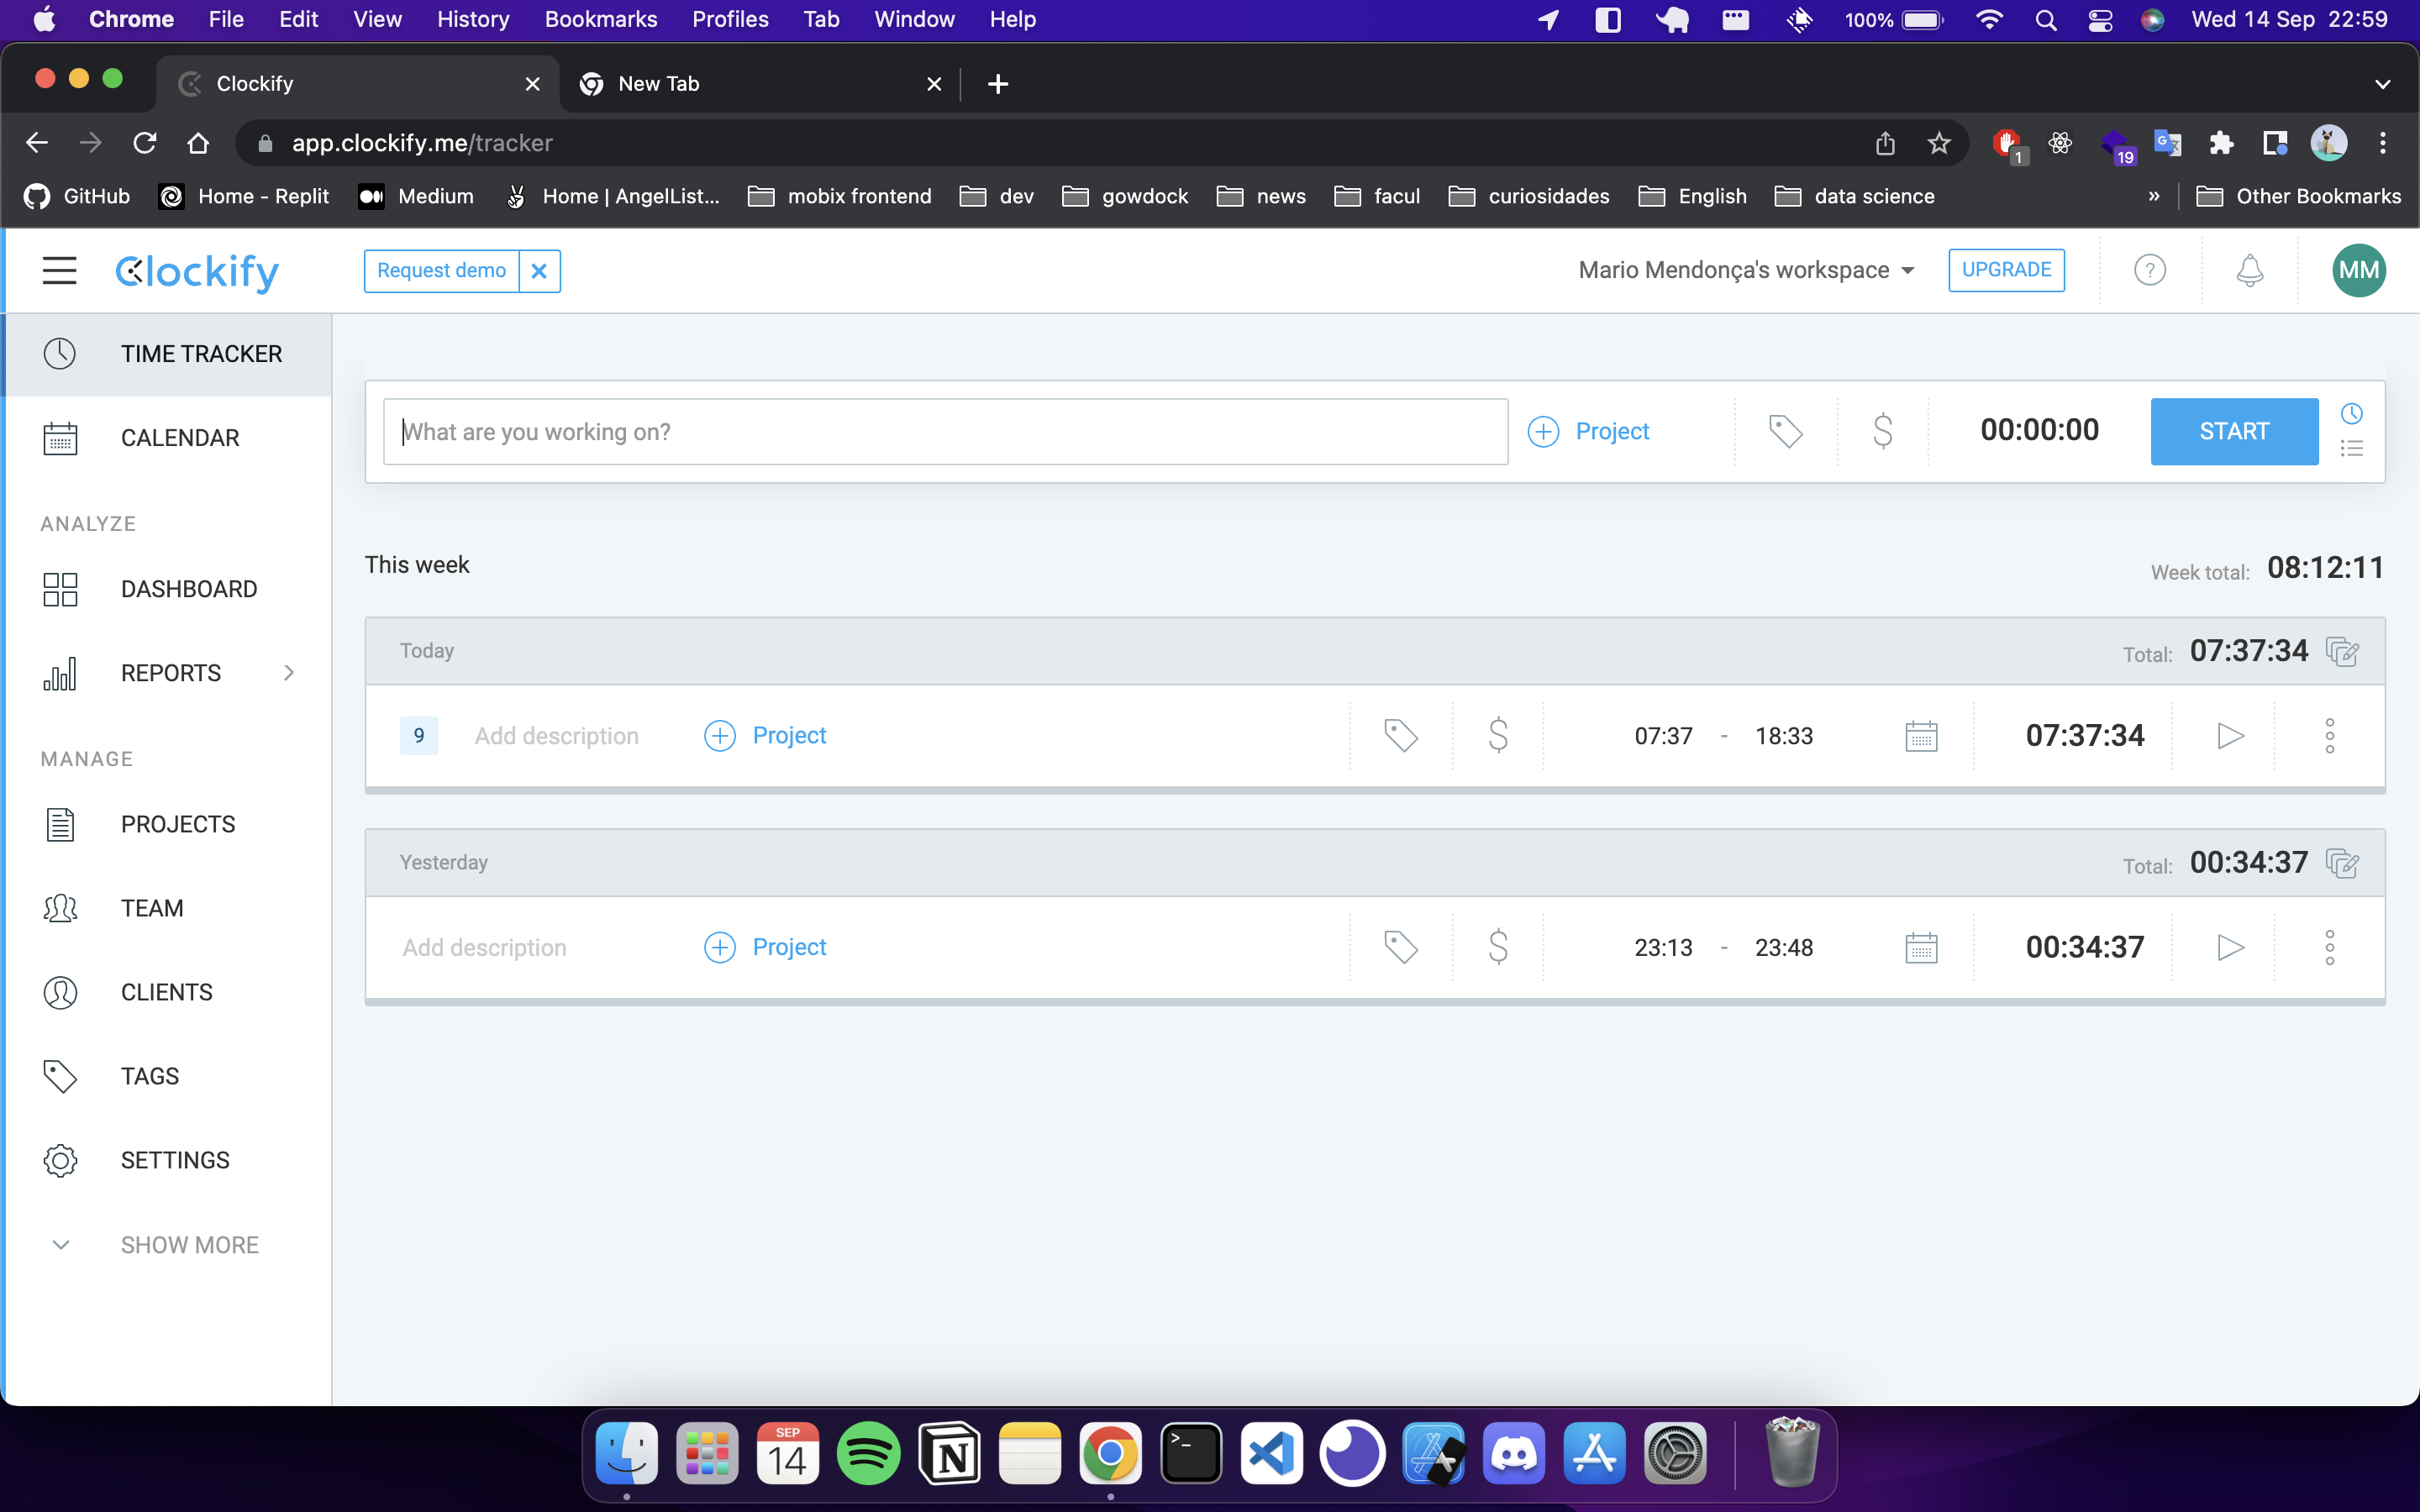 Chrome File Edit View History Bookmarks Profiles Tab Window Help 100% Wed 14 Sep 22:59
Clockify New Tab
app.clockify.me/tracker 1 19
GitHub Home - Replit Medium Home | AngelList... mobix frontend dev gowdock news facul curiosidades English data science » Other Bookmarks
Clockify Request demo Mario Mendonça's workspace UPGRADE ? MM
TIME TRACKER
CALENDAR
ANALYZE
DASHBOARD
REPORTS
MANAGE
PROJECTS
TEAM
CLIENTS
TAGS
SETTINGS
SHOW MORE
What are you working on? Project $ 00:00:00 START
This week Week total: 08:12:11
Today Total: 07:37:34
9 Add description Project $ 07:37 - 18:33 07:37:34
Yesterday Total: 00:34:37
Add description Project $ 23:13 - 23:48 00:34:37
SEP
14